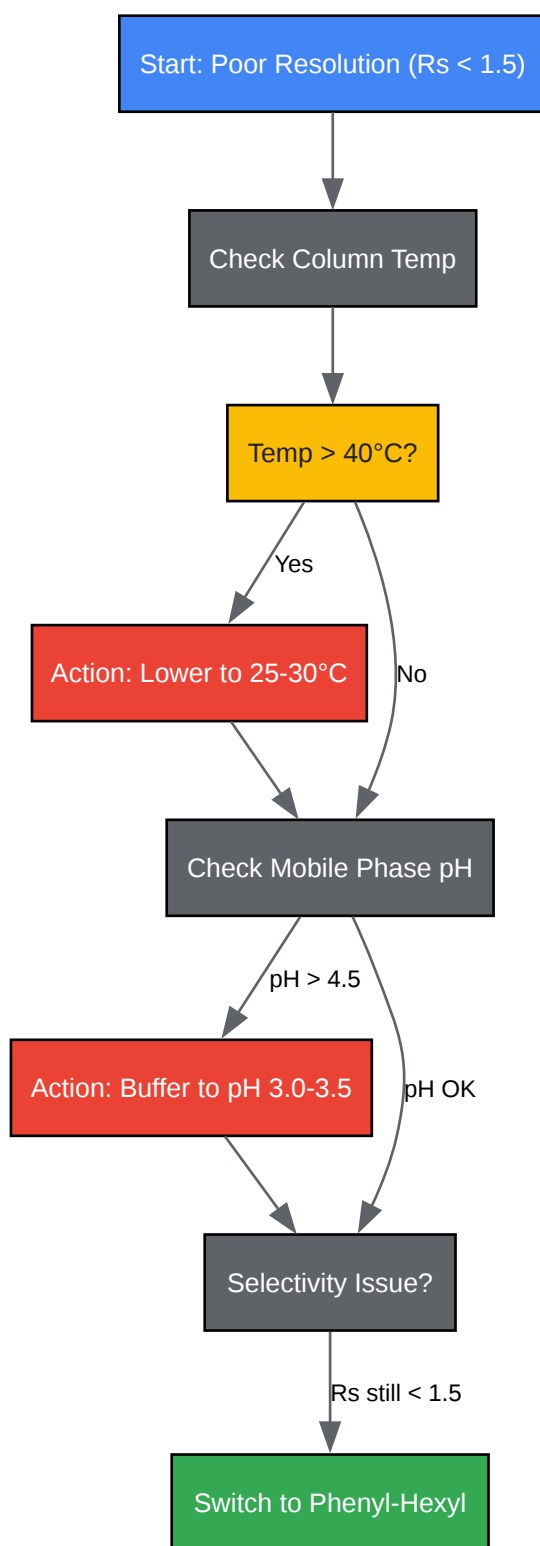 Start: Poor Resolution (Rs < 1.5)
Check Column Temp
Temp > 40°C?
Yes
Action: Lower to 25-30°C
No
Check Mobile Phase pH
pH > 4.5
Action: Buffer to pH 3.0-3.5
pH OK
Selectivity Issue?
Rs still < 1.5
Switch to Phenyl-Hexyl